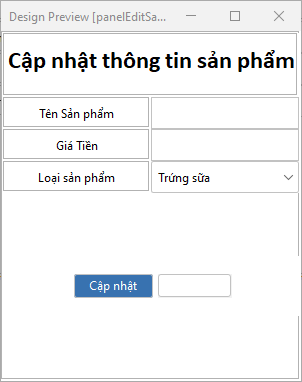 Design Preview [panelEditSa...
Cập nhật thông tin sản phẩm
Tên Sản phẩm
Giá Tiền
Loại sản phẩm
Trứng sữa
Cập nhật